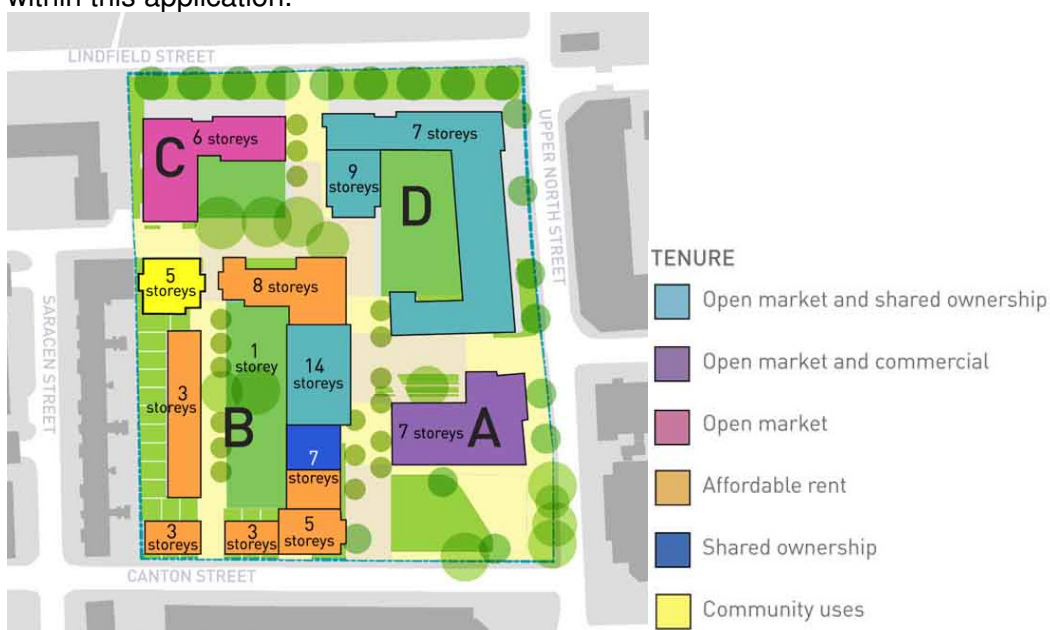 within this application.
LINDFIELD STREET
C
6 storeys
7 storeys
9
storeys
D
UPPER NORTH STREET
5
storeys
8 storeys
SARACEN STREET
1
storey
14
storeys
3
storeys
B
7 storeys
A
7
storeys
3
storeys
3
storeys
5
storeys
CANTON STREET
TENURE
Open market and shared ownership
Open market and commercial
Open market
Affordable rent
Shared ownership
Community uses